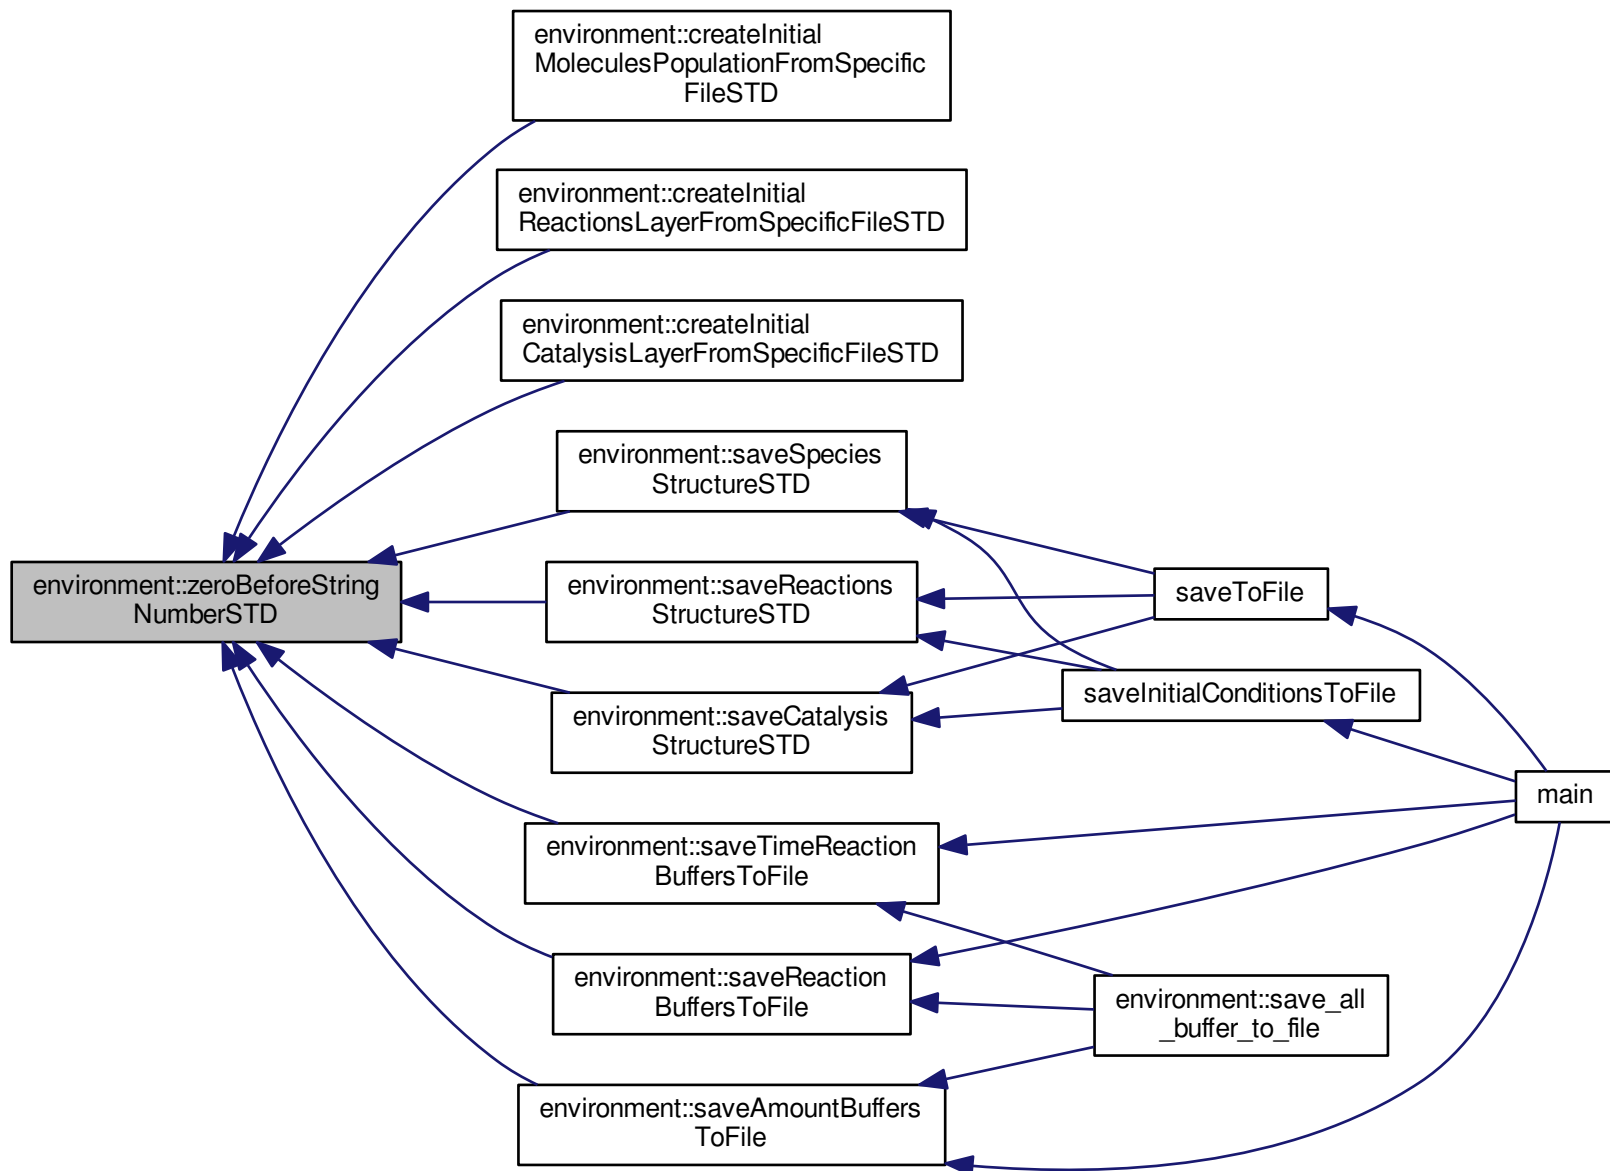 environment::createInitial
MoleculesPopulationFromSpecific
FileSTD
environment::createInitial
ReactionsLayerFromSpecificFileSTD
environment::createInitial
CatalysisLayerFromSpecificFileSTD
environment::saveSpecies
StructureSTD
environment::zeroBeforeString
NumberSTD
environment::saveReactions
StructureSTD
saveToFile
environment::saveCatalysis
StructureSTD
saveInitialConditionsToFile
main
environment::saveTimeReaction
BuffersToFile
environment::saveReaction
BuffersToFile
environment::save_all
_buffer_to_file
environment::saveAmountBuffers
ToFile